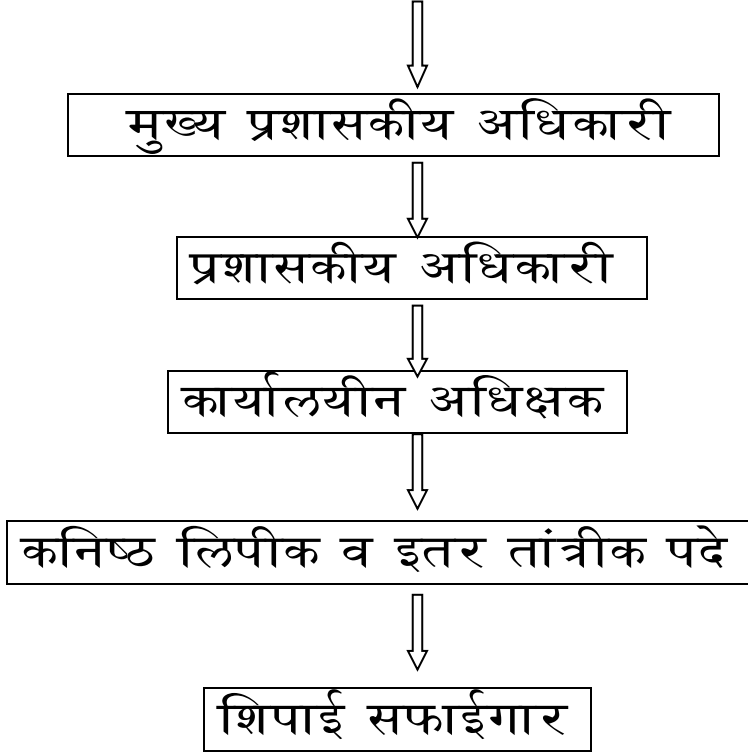 मुख्य प्रशासकीय अधिकारी
प्रशासकीय अधिकारी
कार्यालयीन अधिक्षक
कनिष्ठ लिपीक व इतर तांत्रीक पदे
शिपाई सफाईगार